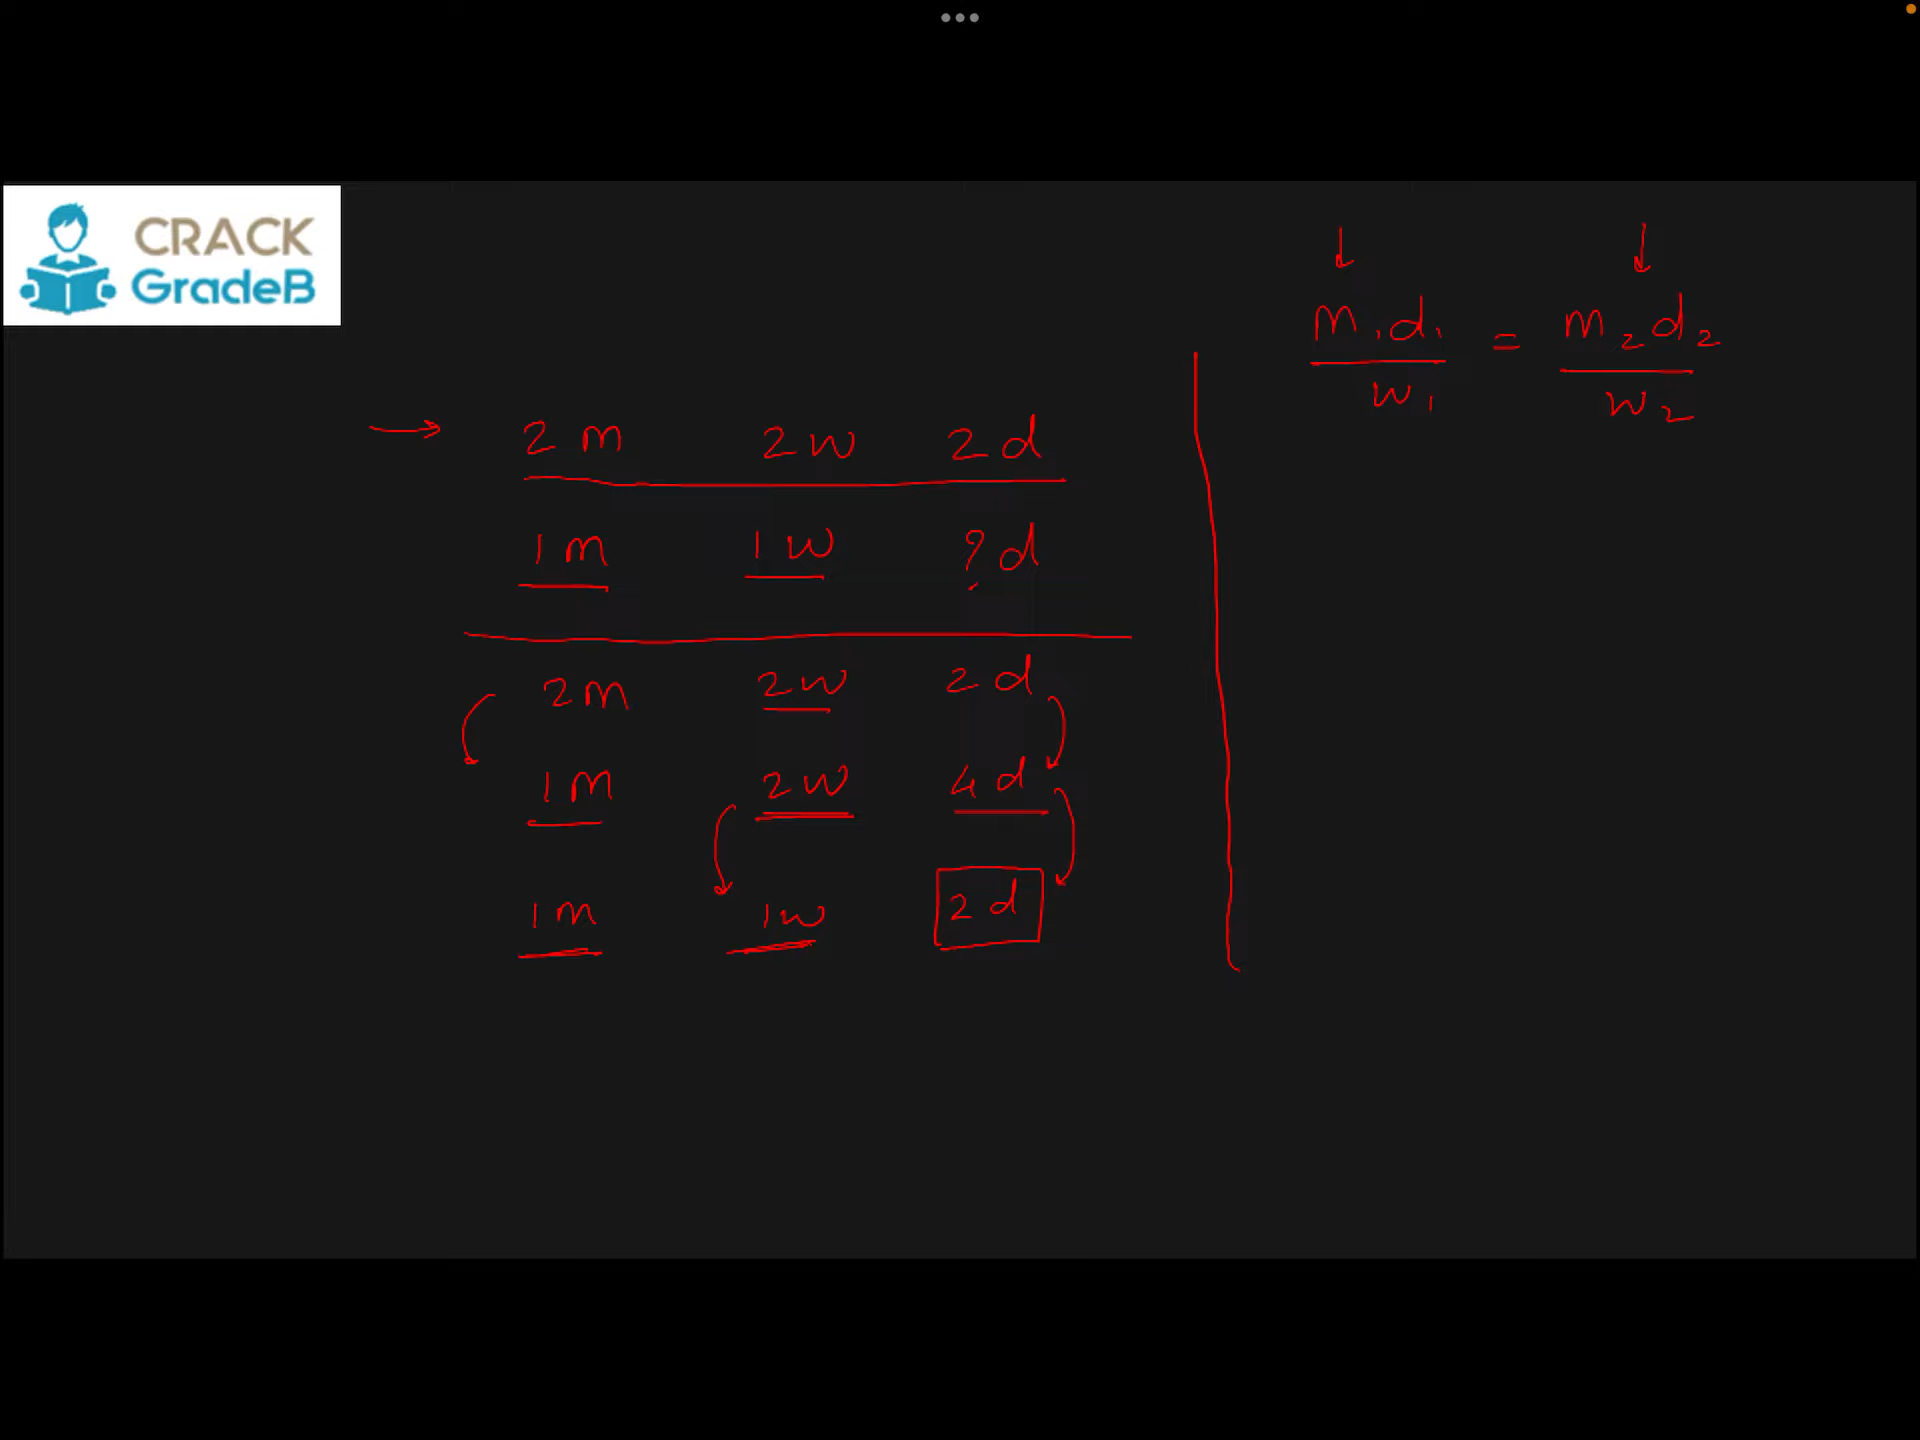 CRACK
GradeB
→ 2m 2w 2d
1m 1w ?d
2m 2w 2d
1m 2w 4d
1m 1w 2d
m₁d₁ = m₂d₂
w₁ w₂